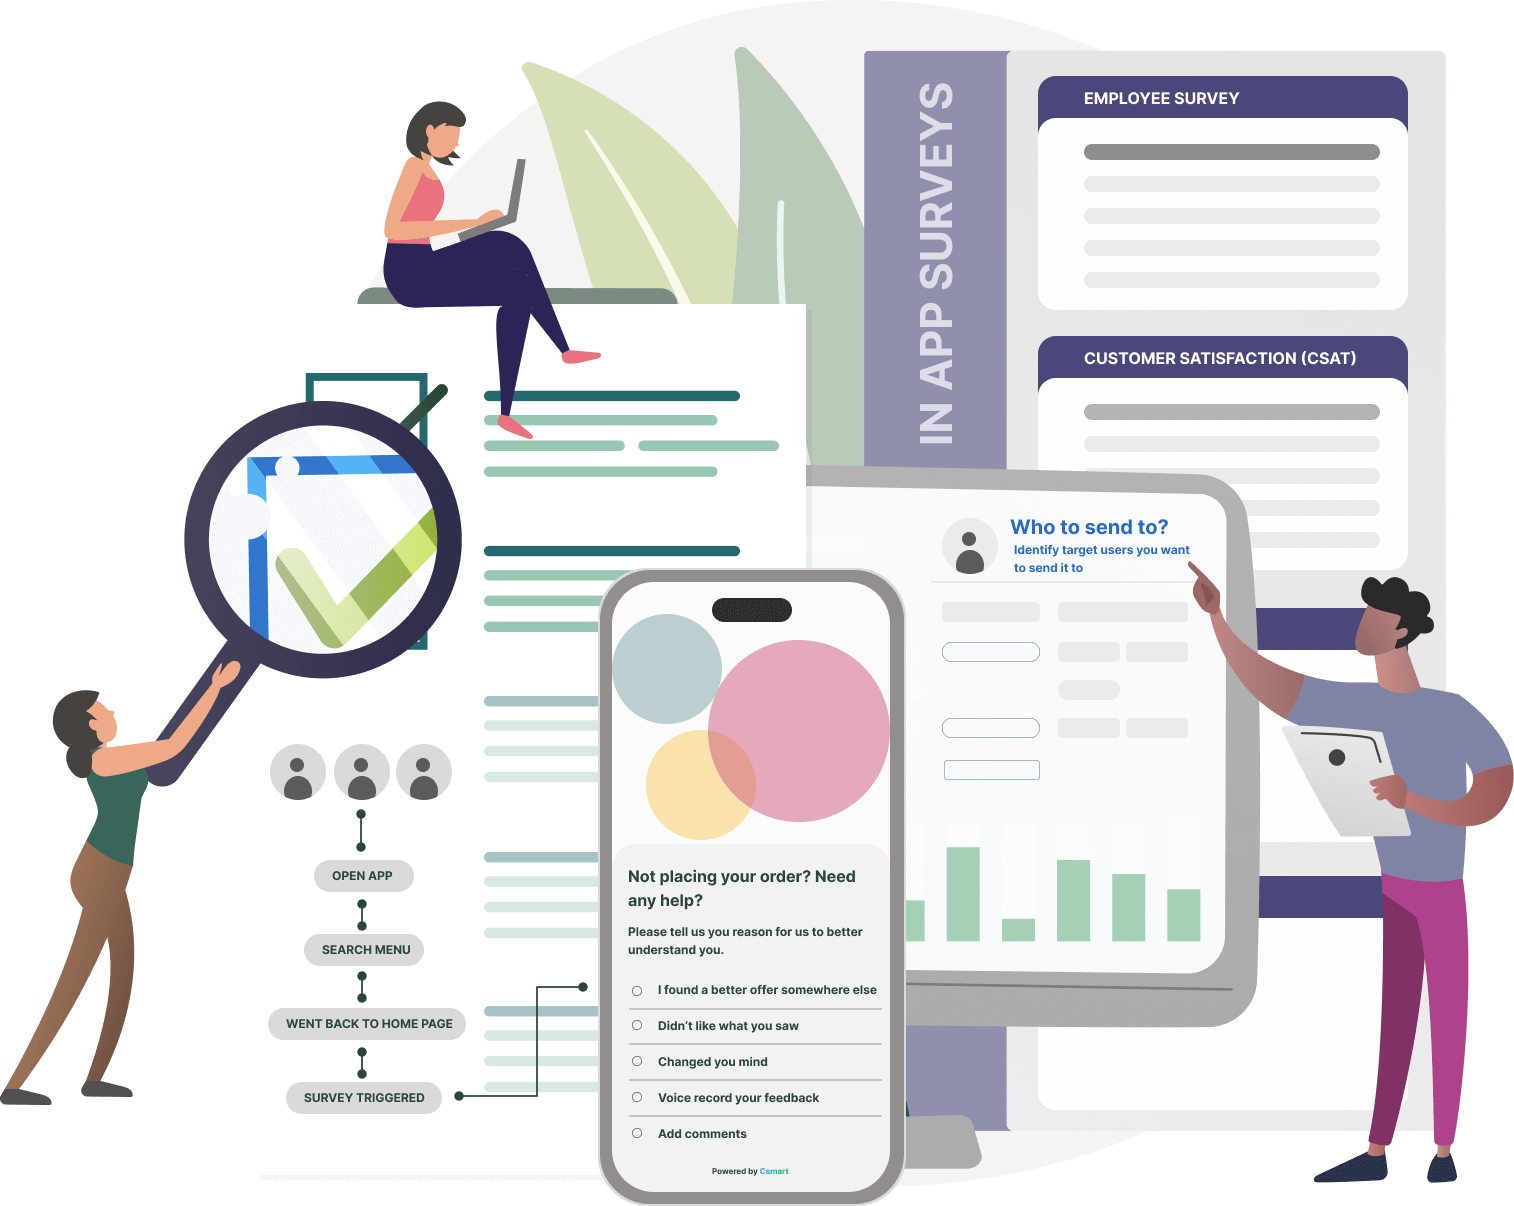 IN APP SURVEYS
EMPLOYEE SURVEY
CUSTOMER SATISFACTION (CSAT)
Who to send to?
Identify target users you want
to send it to
OPEN APP
SEARCH MENU
WENT BACK TO HOME PAGE
SURVEY TRIGGERED
Not placing your order? Need
any help?
Please tell us you reason for us to better
understand you.
I found a better offer somewhere else
Didn't like what you saw
Changed you mind
Voice record your feedback
Add comments
Powered by Csmart